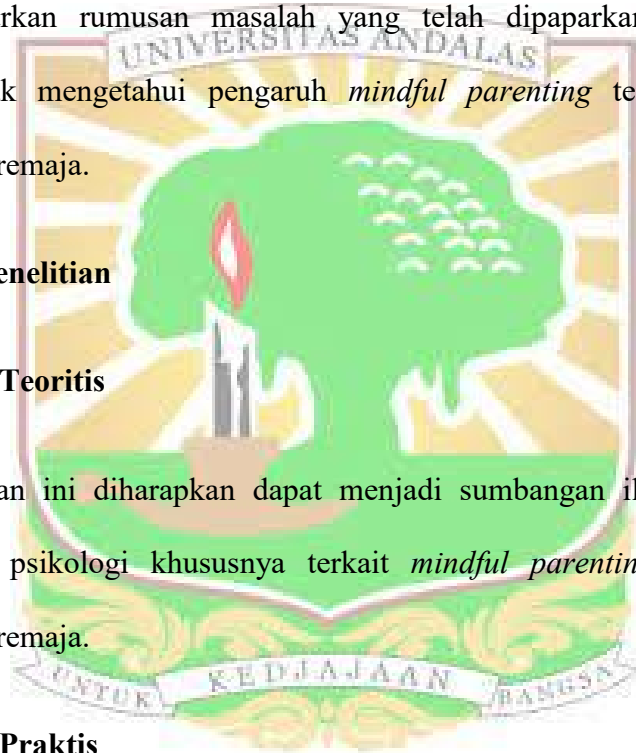 arkan rumusan masalah yang telah dipaparkan
UNIVERSITAS ANDALAS
k mengetahui pengaruh mindful parenting te
remaja.
enelitian
Teoritis
an ini diharapkan dapat menjadi sumbangan il
psikologi khususnya terkait mindful parentin
remaja.
UNTUK KEDJAJAAN BANGSA
Praktis